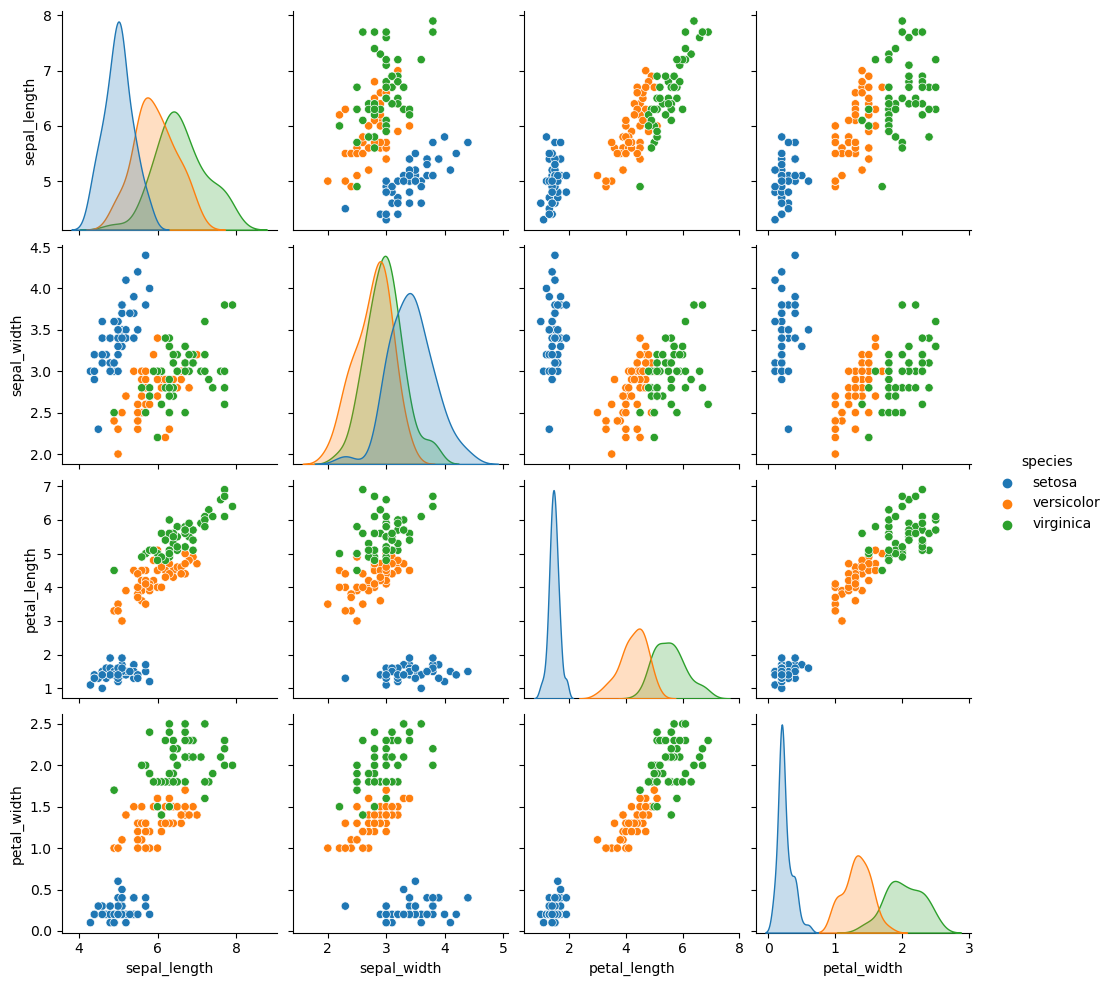 8
7
6
5
sepal_length
4.5
4.0
3.5
3.0
2.5
2.0
sepal_width
species
setosa
versicolor
virginica
7
6
5
4
3
2
1
petal_length
2.5
2.0
1.5
1.0
0.5
0.0
petal_width
4 6 8
2 3 4 5
2 4 6 8
0 1 2 3
sepal_length sepal_width petal_length petal_width